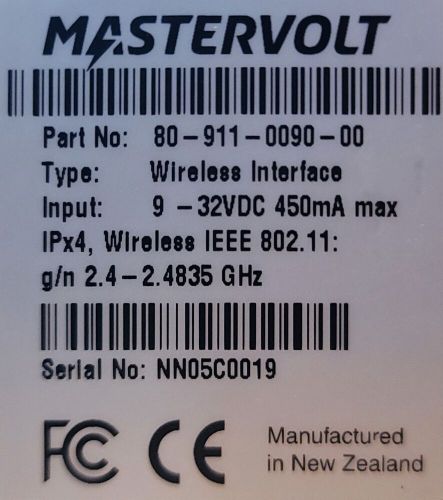 MASTERVOLT
Part No: 80-911-0090-00
Type: Wireless Interface
Input: 9 -32VDC 450mA max
IPx4, Wireless IEEE 802.11:
g/n 2.4-2.4835 GHz
Serial No: NN05C0019
FC CE Manufactured
in New Zealand